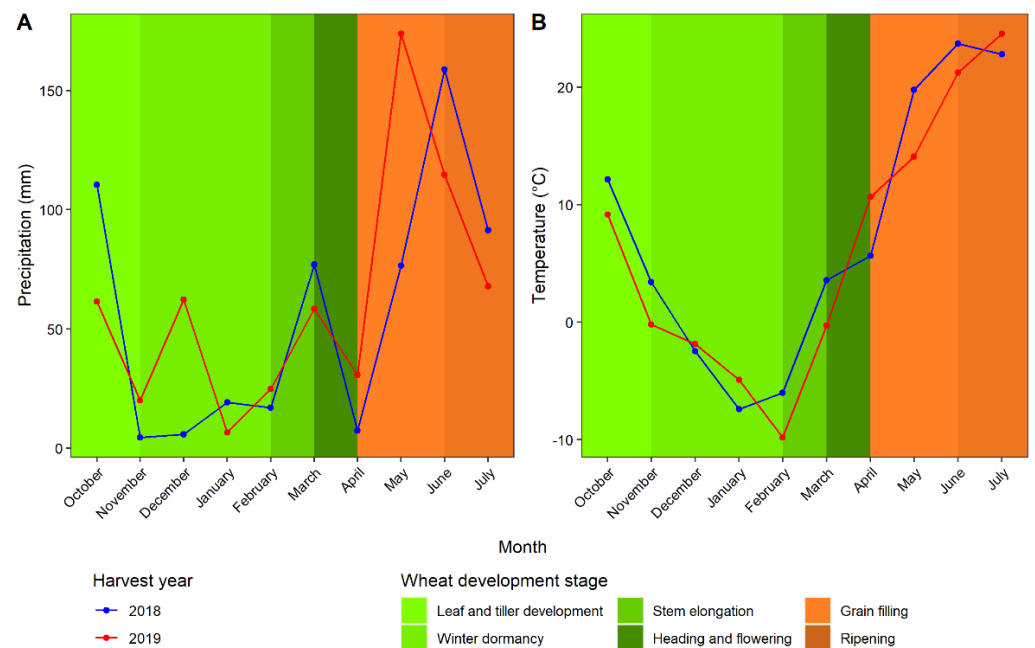 A
B
Precipitation (mm)
150
100
50
0
October
November
December
January
February
March
April
May
June
July
Temperature (°C)
20
10
0
-10
October
November
December
January
February
March
April
May
June
July
Month
Harvest year
2018
2019
Wheat development stage
Leaf and tiller development
Winter dormancy
Stem elongation
Heading and flowering
Grain filling
Ripening